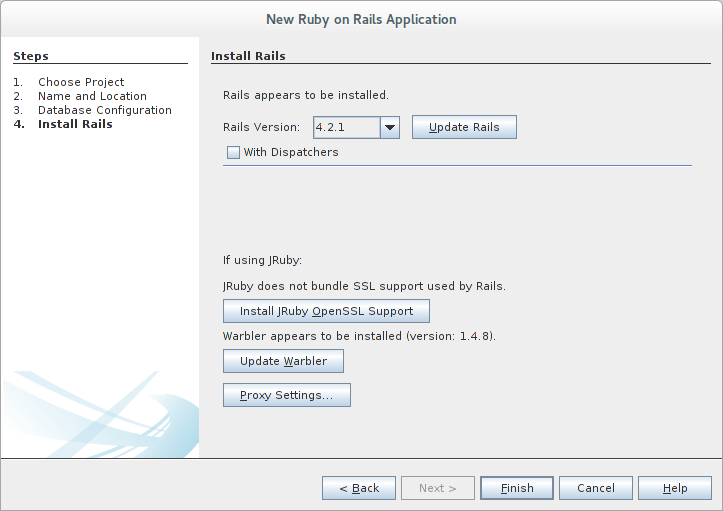 New Ruby on Rails Application
Steps
1. Choose Project
2. Name and Location
3. Database Configuration
4. Install Rails
Install Rails
Rails appears to be installed.
Rails Version: 4.2.1 Update Rails
With Dispatchers
If using JRuby:
JRuby does not bundle SSL support used by Rails.
Install JRuby OpenSSL Support
Warbler appears to be installed (version: 1.4.8).
Update Warbler
Proxy Settings...
< Back Next > Finish Cancel Help